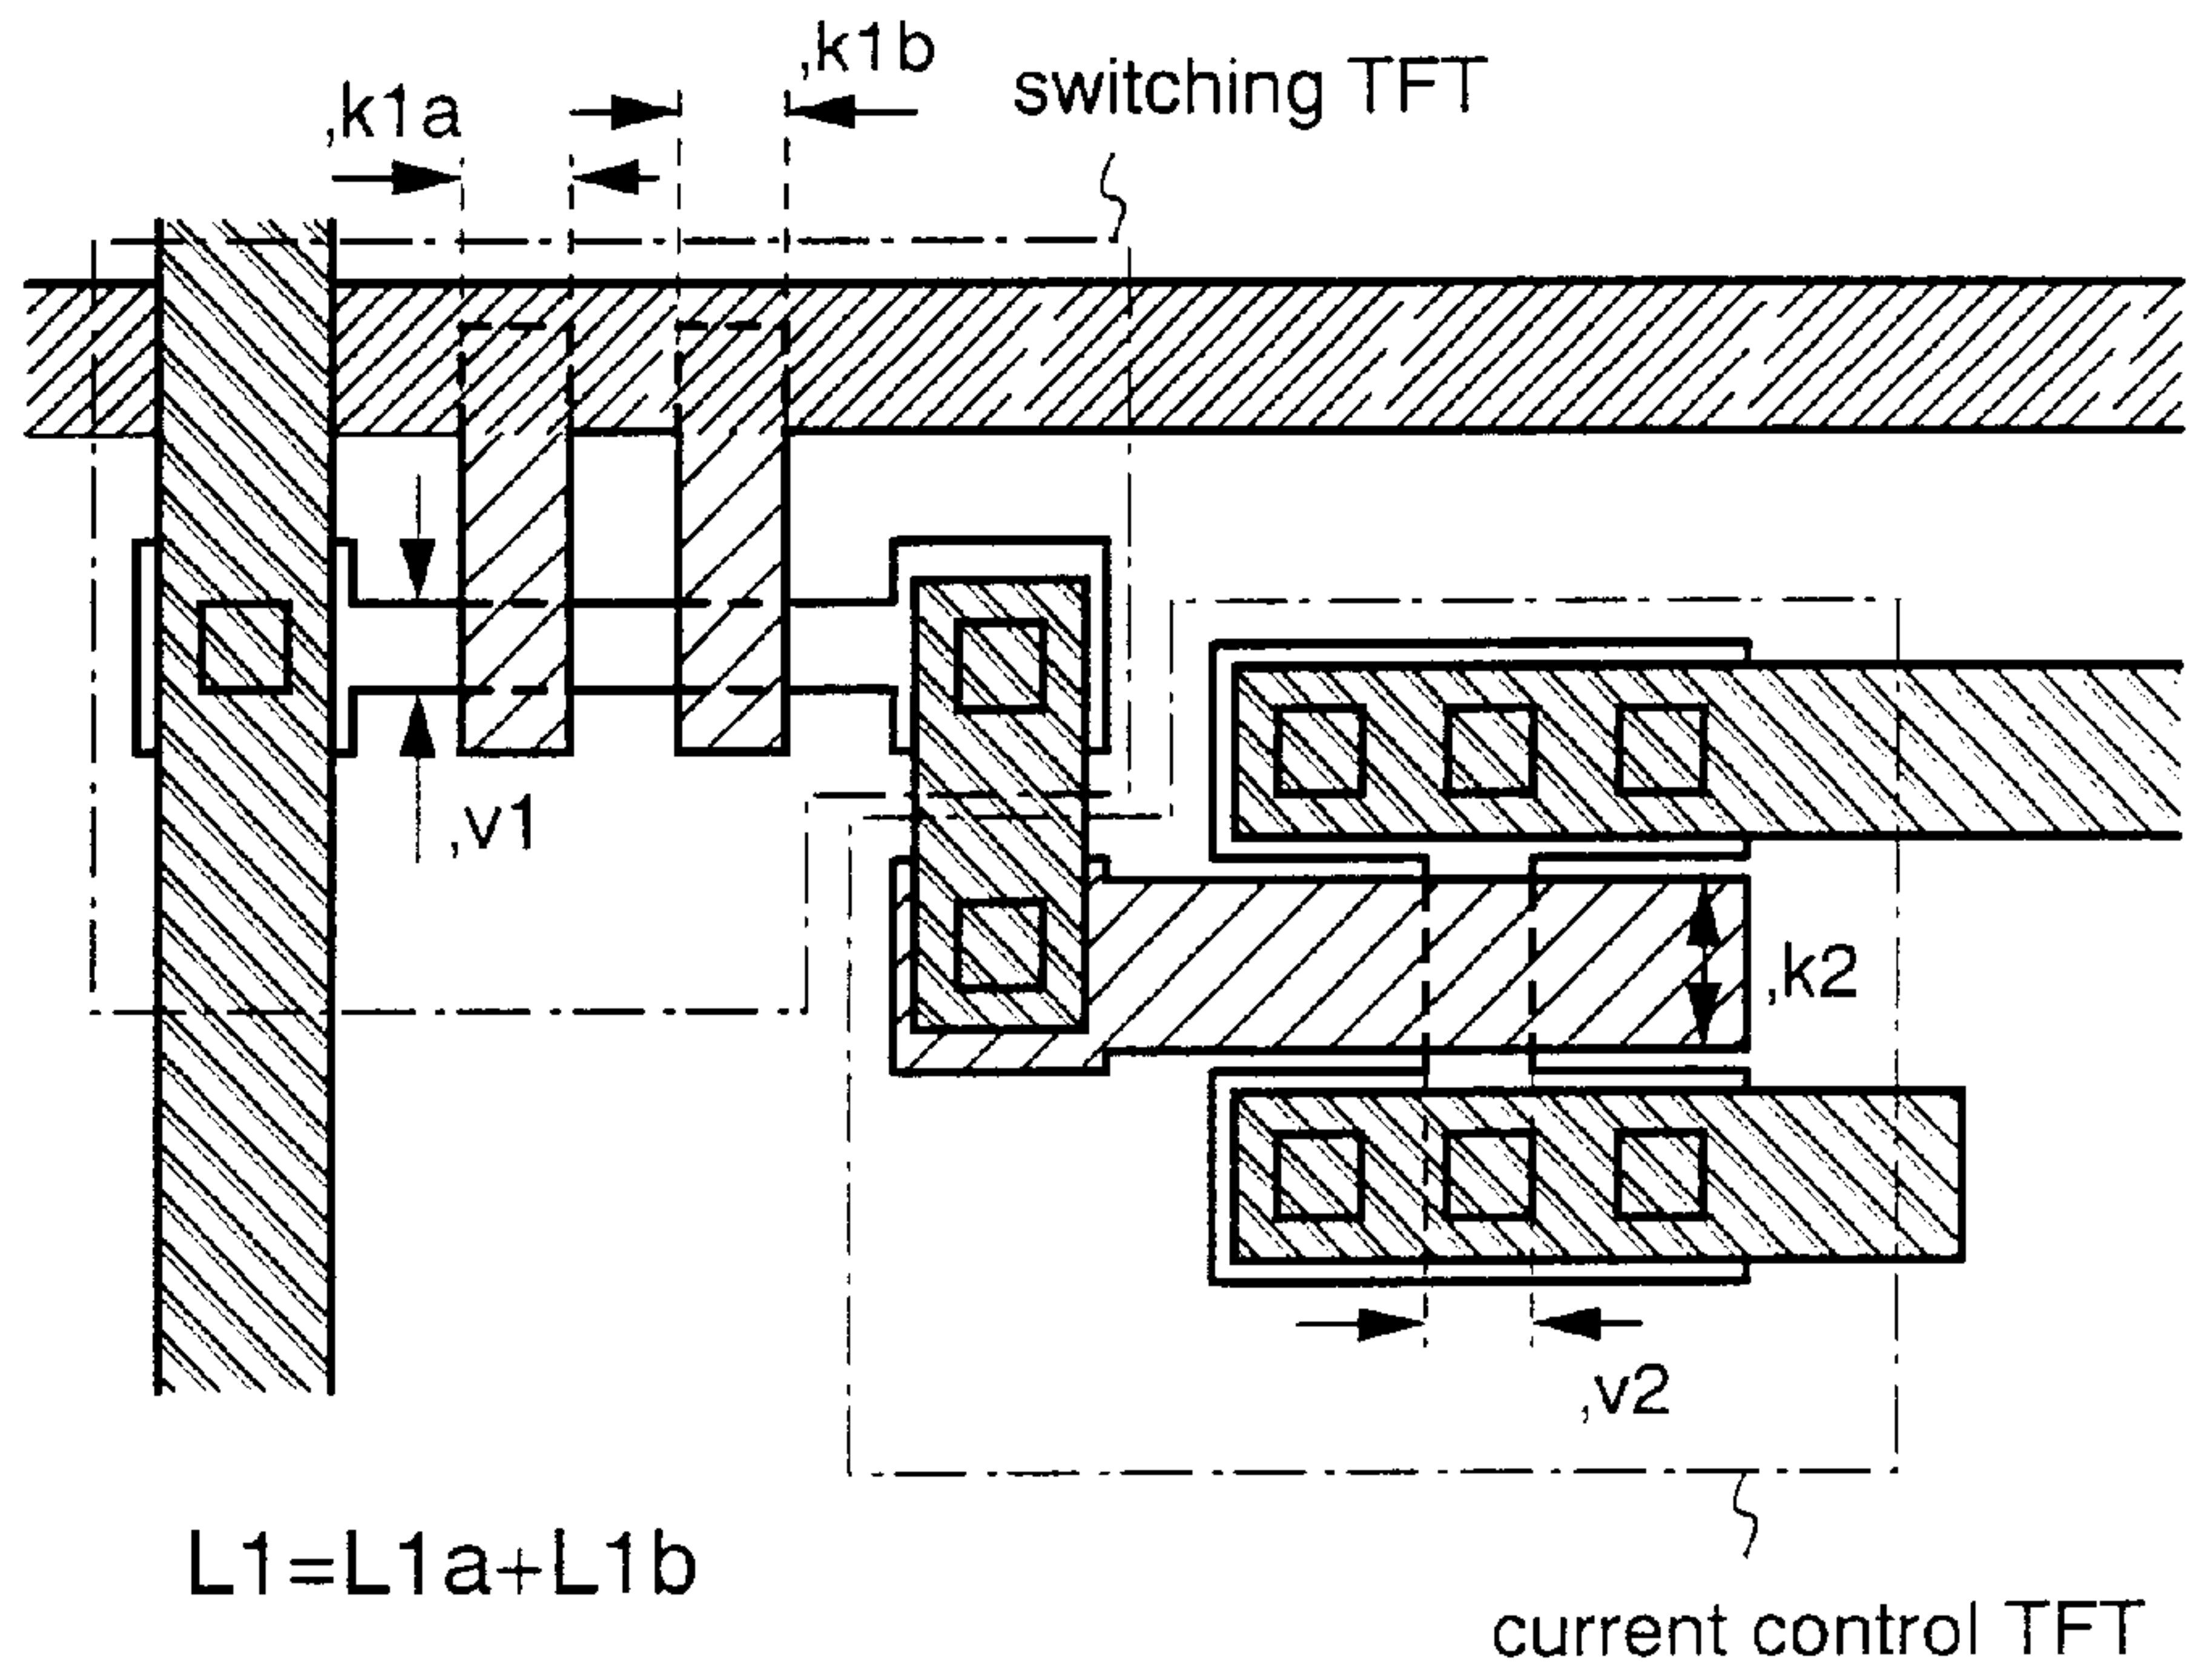 ,k1b
switching TFT
,k1a
,v1
,k2
,v2
L1=L1a+L1b
current control TFT